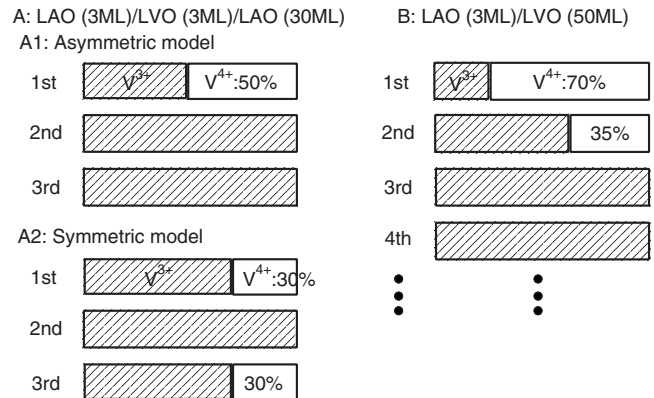 A: LAO (3ML)/LVO (3ML)/LAO (30ML)
A1: Asymmetric model
1st V³⁺ V⁴⁺:50%
2nd
3rd
A2: Symmetric model
1st V³⁺ V⁴⁺:30%
2nd
3rd 30%
B: LAO (3ML)/LVO (50ML)
1st V³⁺ V⁴⁺:70%
2nd 35%
3rd
4th